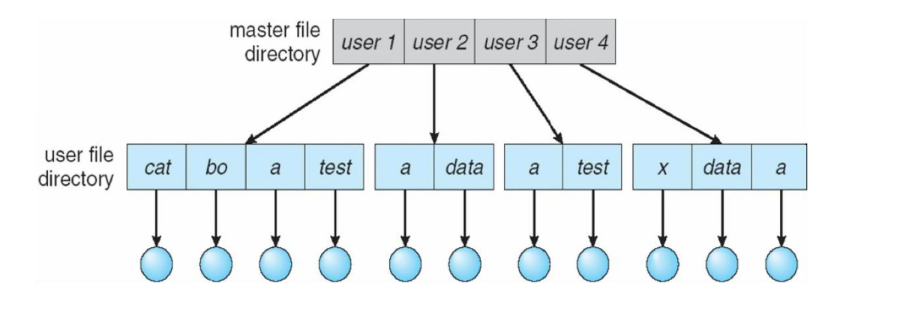 master file
directory
user 1 user 2 user 3 user 4
user file
directory
cat bo a test a data a test x data a